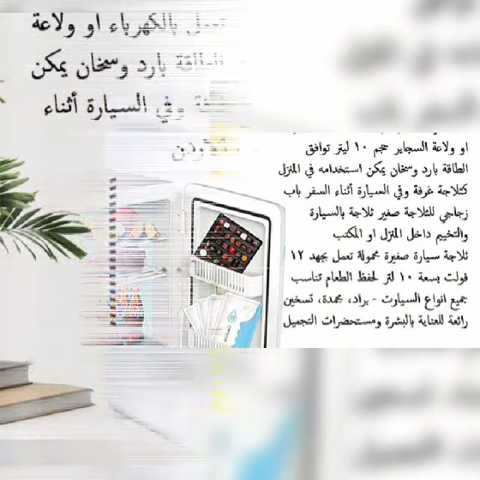 تعمل بالكهرباء او ولاعة
الطاقة بارد وسخان يمكن
وفي السيارة أثناء
او ولاعة السجاير حجم ١٠ ليتر توافق
الطاقة بارد وسخان يمكن استخدامه في المنزل
كثلاجة غرفة وفي السيارة أثناء السفر باب
زجاجي للثلاجة صغير ثلاجة بالسيارة
والتخييم داخل المنزل او المكتب
ثلاجة سيارة صغيرة محمولة تعمل بجهد ١٢
فولت بسعة ١٠ لتر لحفظ الطعام تناسب
جميع انواع السيارت - براد، مجمدة، تسخين
رائعة للعناية بالبشرة ومستحضرات التجميل